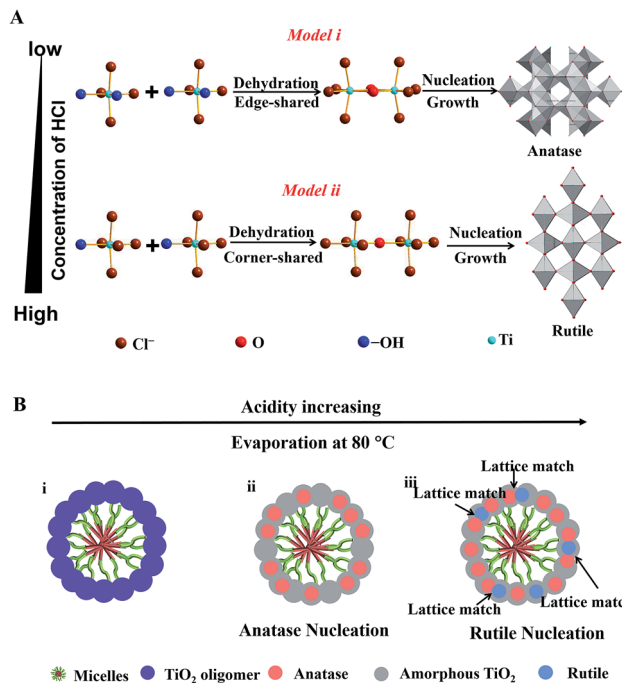 A
low
Concentration of HCl
High
Model i
Dehydration
Edge-shared
Nucleation
Growth
Anatase
Model ii
Dehydration
Corner-shared
Nucleation
Growth
Rutile
Cl⁻
O
–OH
Ti
B
Acidity increasing
Evaporation at 80 °C
i
ii
iii
Lattice match
Lattice match
Lattice match
Lattice matc
Anatase Nucleation
Rutile Nucleation
Micelles
TiO₂ oligomer
Anatase
Amorphous TiO₂
Rutile